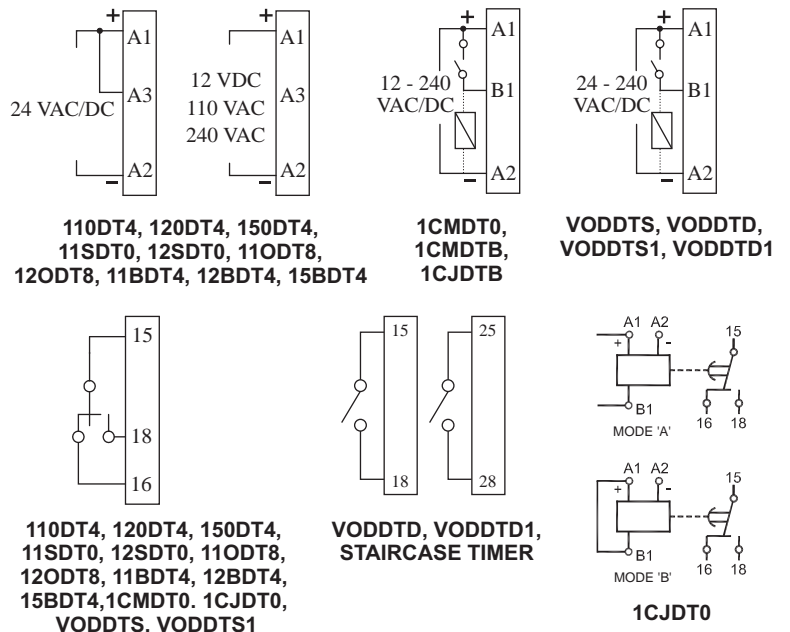 +
A1
A3
24 VAC/DC
A2
−
+
A1
12 VDC
A3
110 VAC
240 VAC
A2
−
110DT4, 120DT4, 150DT4,
11SDT0, 12SDT0, 11ODT8,
12ODT8, 11BDT4, 12BDT4, 15BDT4
+
A1
12 - 240
VAC/DC
B1
A2
−
1CMDT0,
1CMDTB,
1CJDTB
+
A1
24 - 240
VAC/DC
B1
A2
−
VODDTS, VODDTD,
VODDTS1, VODDTD1
15
18
16
110DT4, 120DT4, 150DT4,
11SDT0, 12SDT0, 11ODT8,
12ODT8, 11BDT4, 12BDT4,
15BDT4,1CMDT0. 1CJDT0,
VODDTS, VODDTS1
15
18
25
28
VODDTD, VODDTD1,
STAIRCASE TIMER
A1 A2
15
+ -
B1
16 18
MODE 'A'
A1 A2
15
+ -
B1
16 18
MODE 'B'
1CJDT0